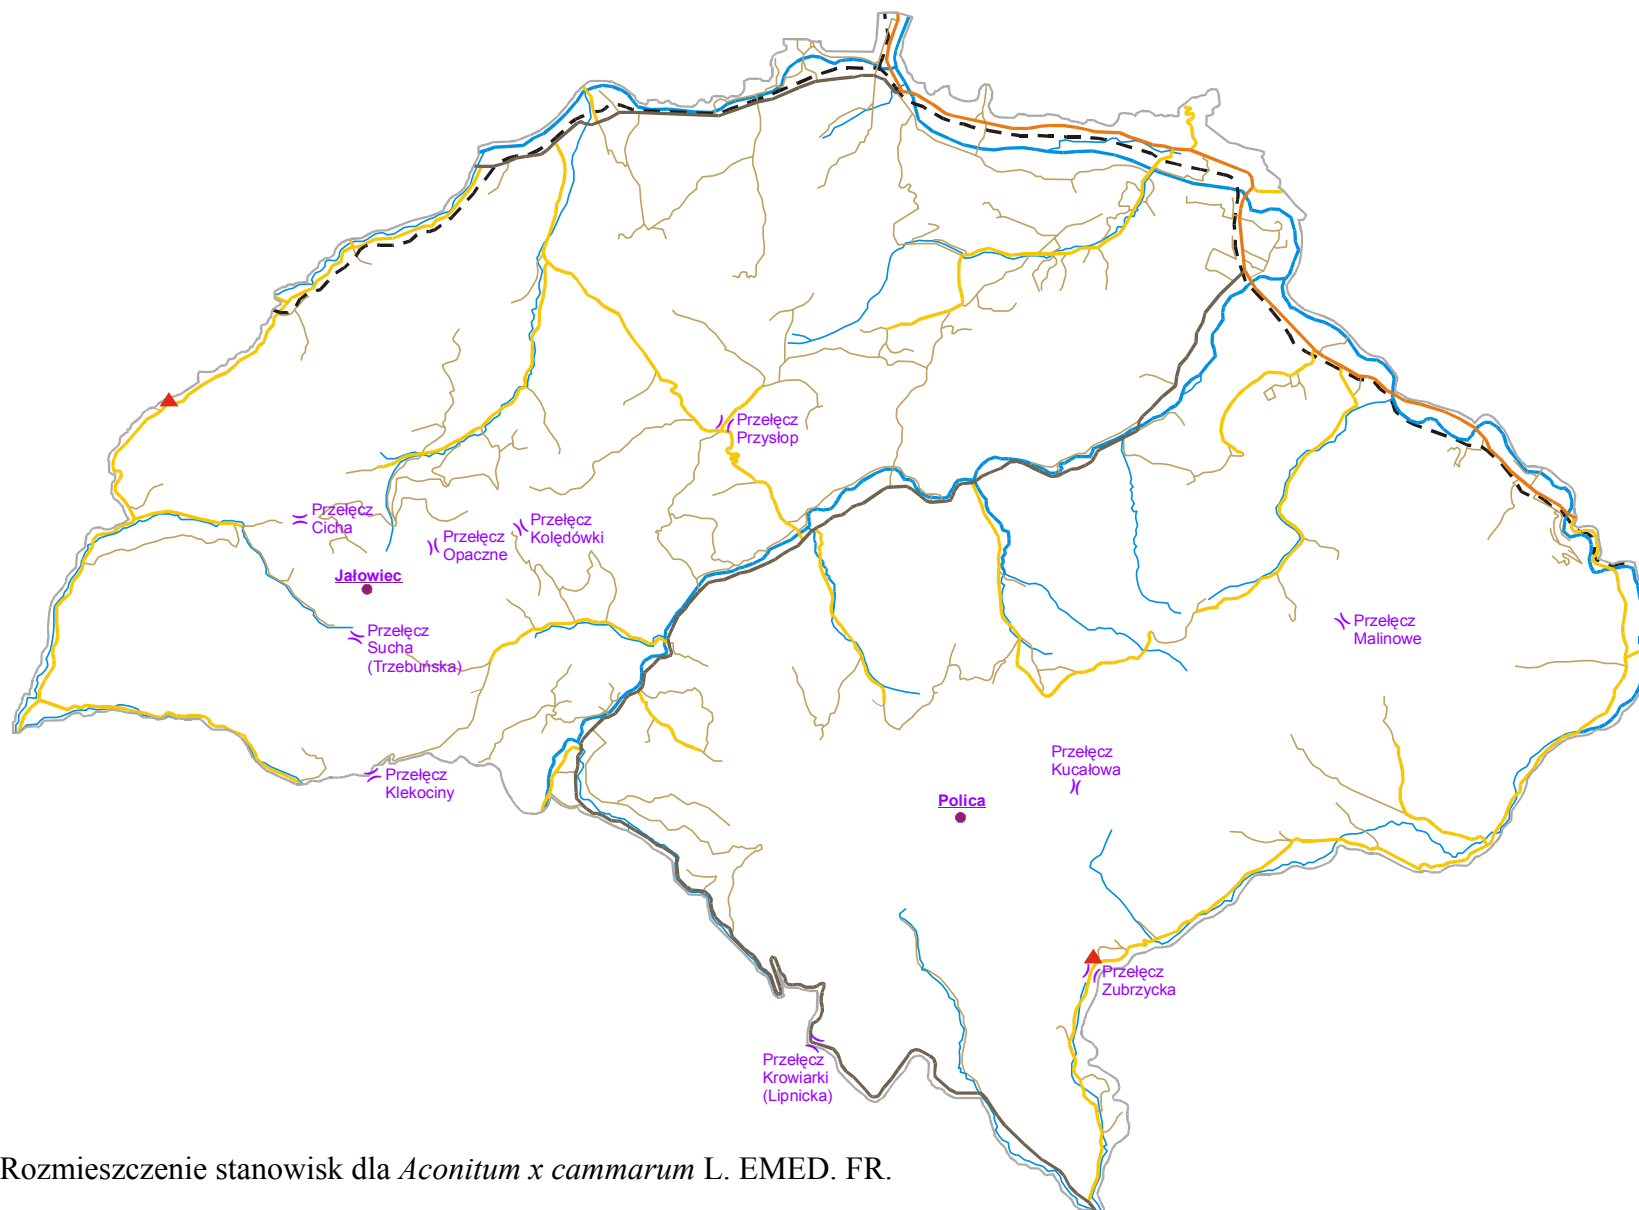 Przełęcz
Przysłop
Przełęcz
Cicha
Przełęcz
Kolędówki
Przełęcz
Opaczne
Jałowiec
Przełęcz
Sucha
(Trzebuńska)
Przełęcz
Malinowe
Przełęcz
Klekociny
Przełęcz
Kucałowa
Polica
Przełęcz
Zubrzycka
Przełęcz
Krowiarki
(Lipnicka)
Rozmieszczenie stanowisk dla Aconitum x cammarum L. EMED. FR.